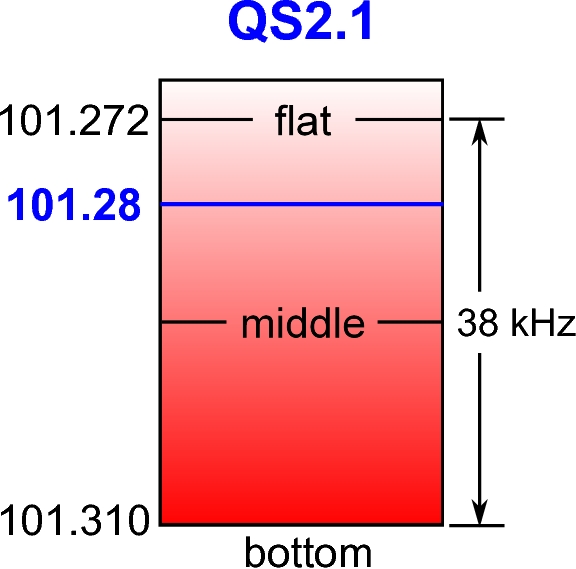 QS2.1
101.272
flat
101.28
middle
38 kHz
101.310
bottom